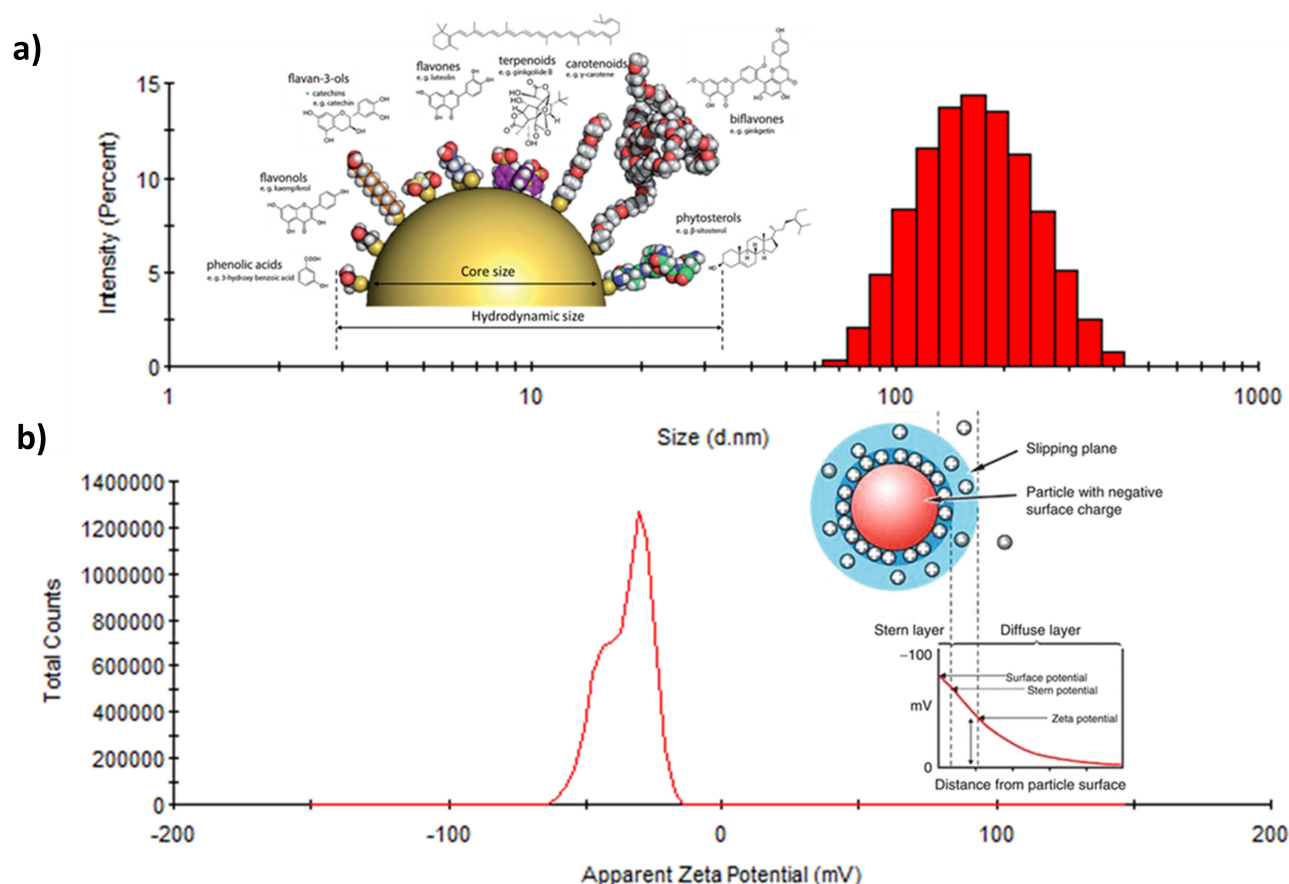 a)
Intensity (Percent)
15
10
5
0
flavan-3-ols
• catechins
e.g. catechin
flavones
e.g. luteolin
terpenoids
e.g. ginkgolide B
carotenoids
e.g. γ-carotene
biflavones
e.g. ginkgetin
flavonols
e.g. kaempferol
phenolic acids
e.g. 3-hydroxy benzoic acid
phytosterols
e.g. β-sitosterol
COOH
OH
HO
Core size
Hydrodynamic size
1
10
100
1000
Size (d.nm)
b)
Total Counts
1400000
1200000
1000000
800000
600000
400000
200000
0
-200
-100
0
100
200
Apparent Zeta Potential (mV)
Slipping plane
Particle with negative
surface charge
Stern layer
Diffuse layer
–100
mV
0
Surface potential
Stern potential
Zeta potential
Distance from particle surface